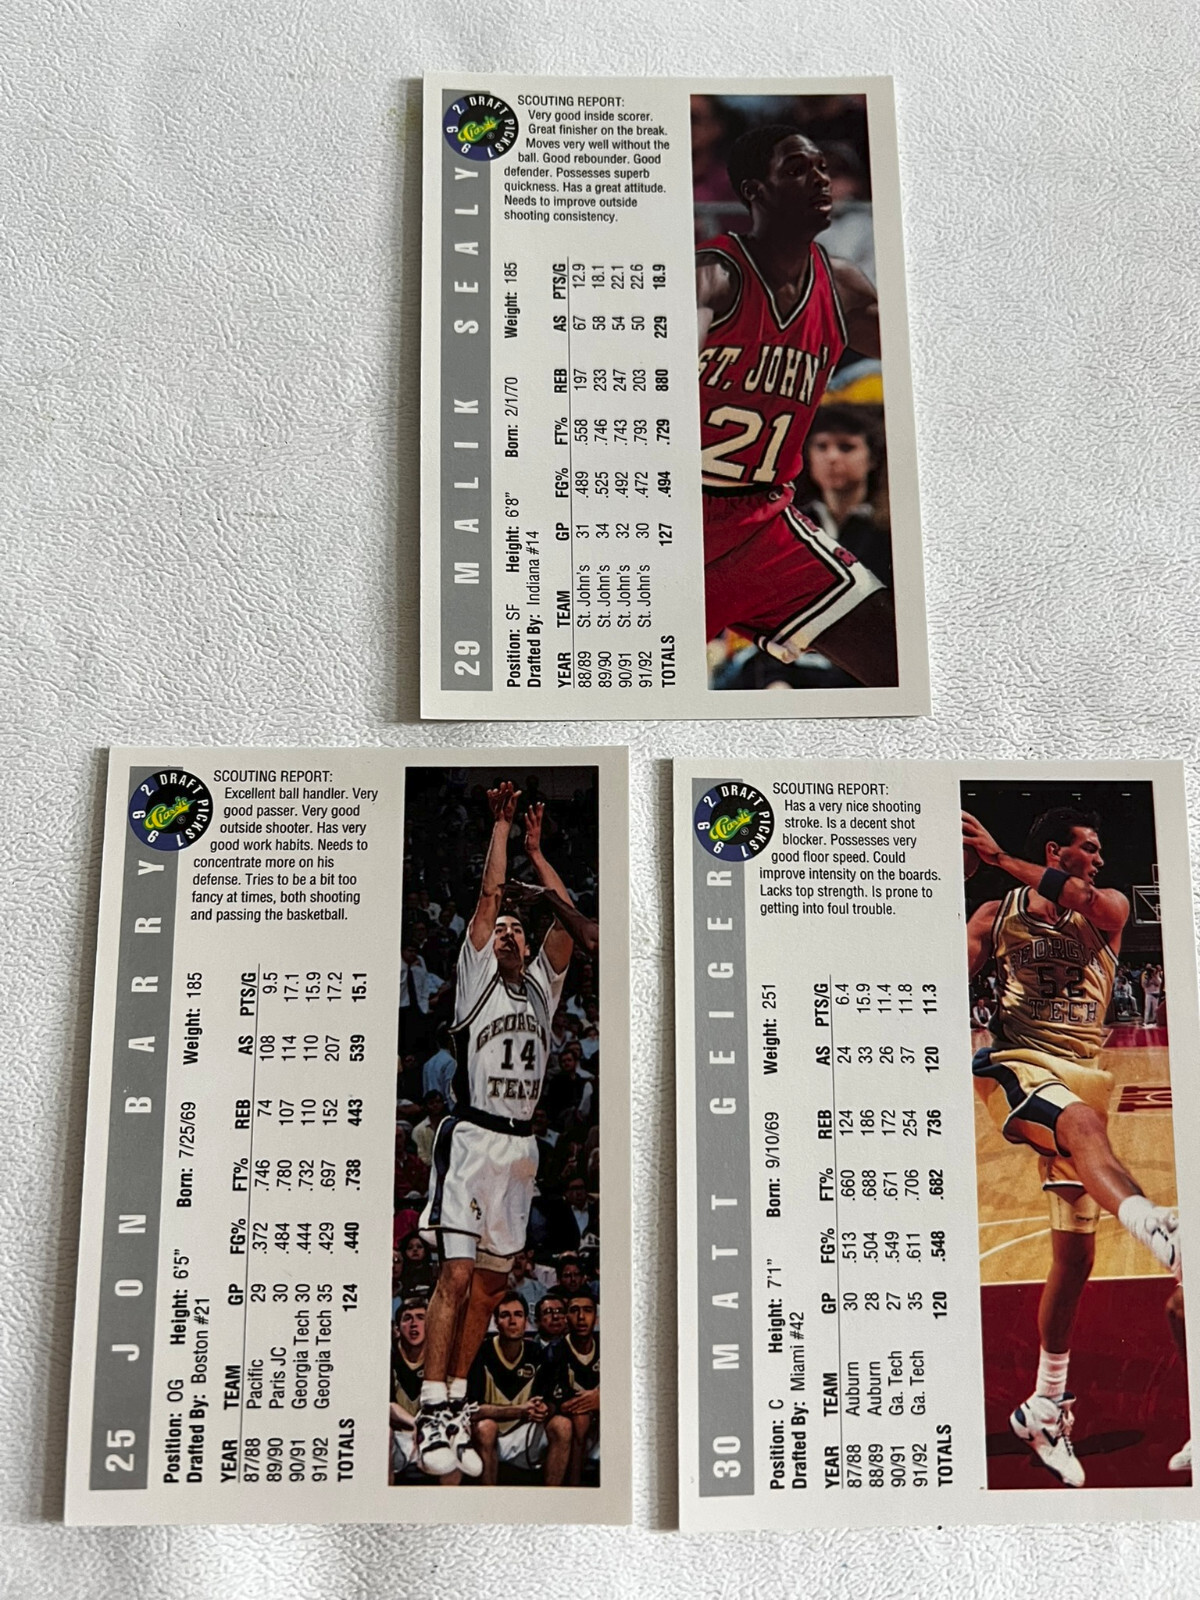 29 MALIK SEALY
1992 DRAFT PICKS
Classic
®
Position: SF Height: 6'8" Born: 2/1/70 Weight: 185
Drafted By: Indiana #14
YEAR TEAM GP FG% FT% REB AS PTS/G
88/89 St. John's 31 .489 .558 197 67 12.9
89/90 St. John's 34 .525 .746 233 58 18.1
90/91 St. John's 32 .492 .743 247 54 22.1
91/92 St. John's 30 .472 .793 203 50 22.6
TOTALS 127 .494 .729 880 229 18.9
SCOUTING REPORT:
Very good inside scorer.
Great finisher on the break.
Moves very well without the
ball. Good rebounder. Good
defender. Possesses superb
quickness. Has a great attitude.
Needs to improve outside
shooting consistency.
ST. JOHN'
21
25 JON BARRY
1992 DRAFT PICKS
Classic
®
Position: OG Height: 6'5" Born: 7/25/69 Weight: 185
Drafted By: Boston #21
YEAR TEAM GP FG% FT% REB AS PTS/G
87/88 Pacific 29 .372 .746 74 108 9.5
89/90 Paris JC 30 .484 .780 107 114 17.1
90/91 Georgia Tech 30 .444 .732 110 110 15.9
91/92 Georgia Tech 35 .429 .697 152 207 17.2
TOTALS 124 .440 .738 443 539 15.1
SCOUTING REPORT:
Excellent ball handler. Very
good passer. Very good
outside shooter. Has very
good work habits. Needs to
concentrate more on his
defense. Tries to be a bit too
fancy at times, both shooting
and passing the basketball.
GEORGIA
14
TECH
30 MATT GEIGER
1992 DRAFT PICKS
Classic
®
Position: C Height: 7'1" Born: 9/10/69 Weight: 251
Drafted By: Miami #42
YEAR TEAM GP FG% FT% REB AS PTS/G
87/88 Auburn 30 .513 .660 124 24 6.4
88/89 Auburn 28 .504 .688 186 33 15.9
90/91 Ga. Tech 27 .549 .671 172 26 11.4
91/92 Ga. Tech 35 .611 .706 254 37 11.8
TOTALS 120 .548 .682 736 120 11.3
SCOUTING REPORT:
Has a very nice shooting
stroke. Is a decent shot
blocker. Possesses very
good floor speed. Could
improve intensity on the boards.
Lacks top strength. Is prone to
getting into foul trouble.
GEORGIA
52
TECH